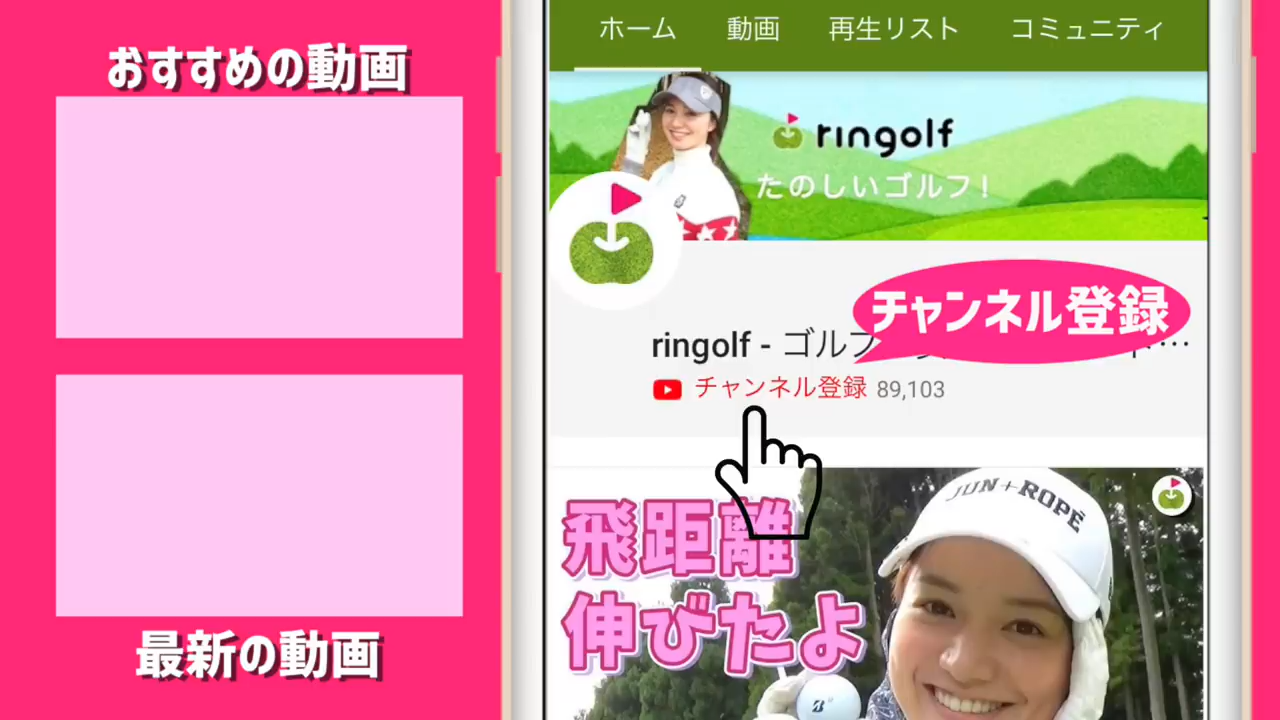 おすすめの動画
最新の動画
ホーム 動画 再生リスト コミュニティ
ringolf
たのしいゴルフ!
チャンネル登録
ringolf - ゴルフ
チャンネル登録 89,103
JUN+ROPÉ
飛距離
伸びたよ
B